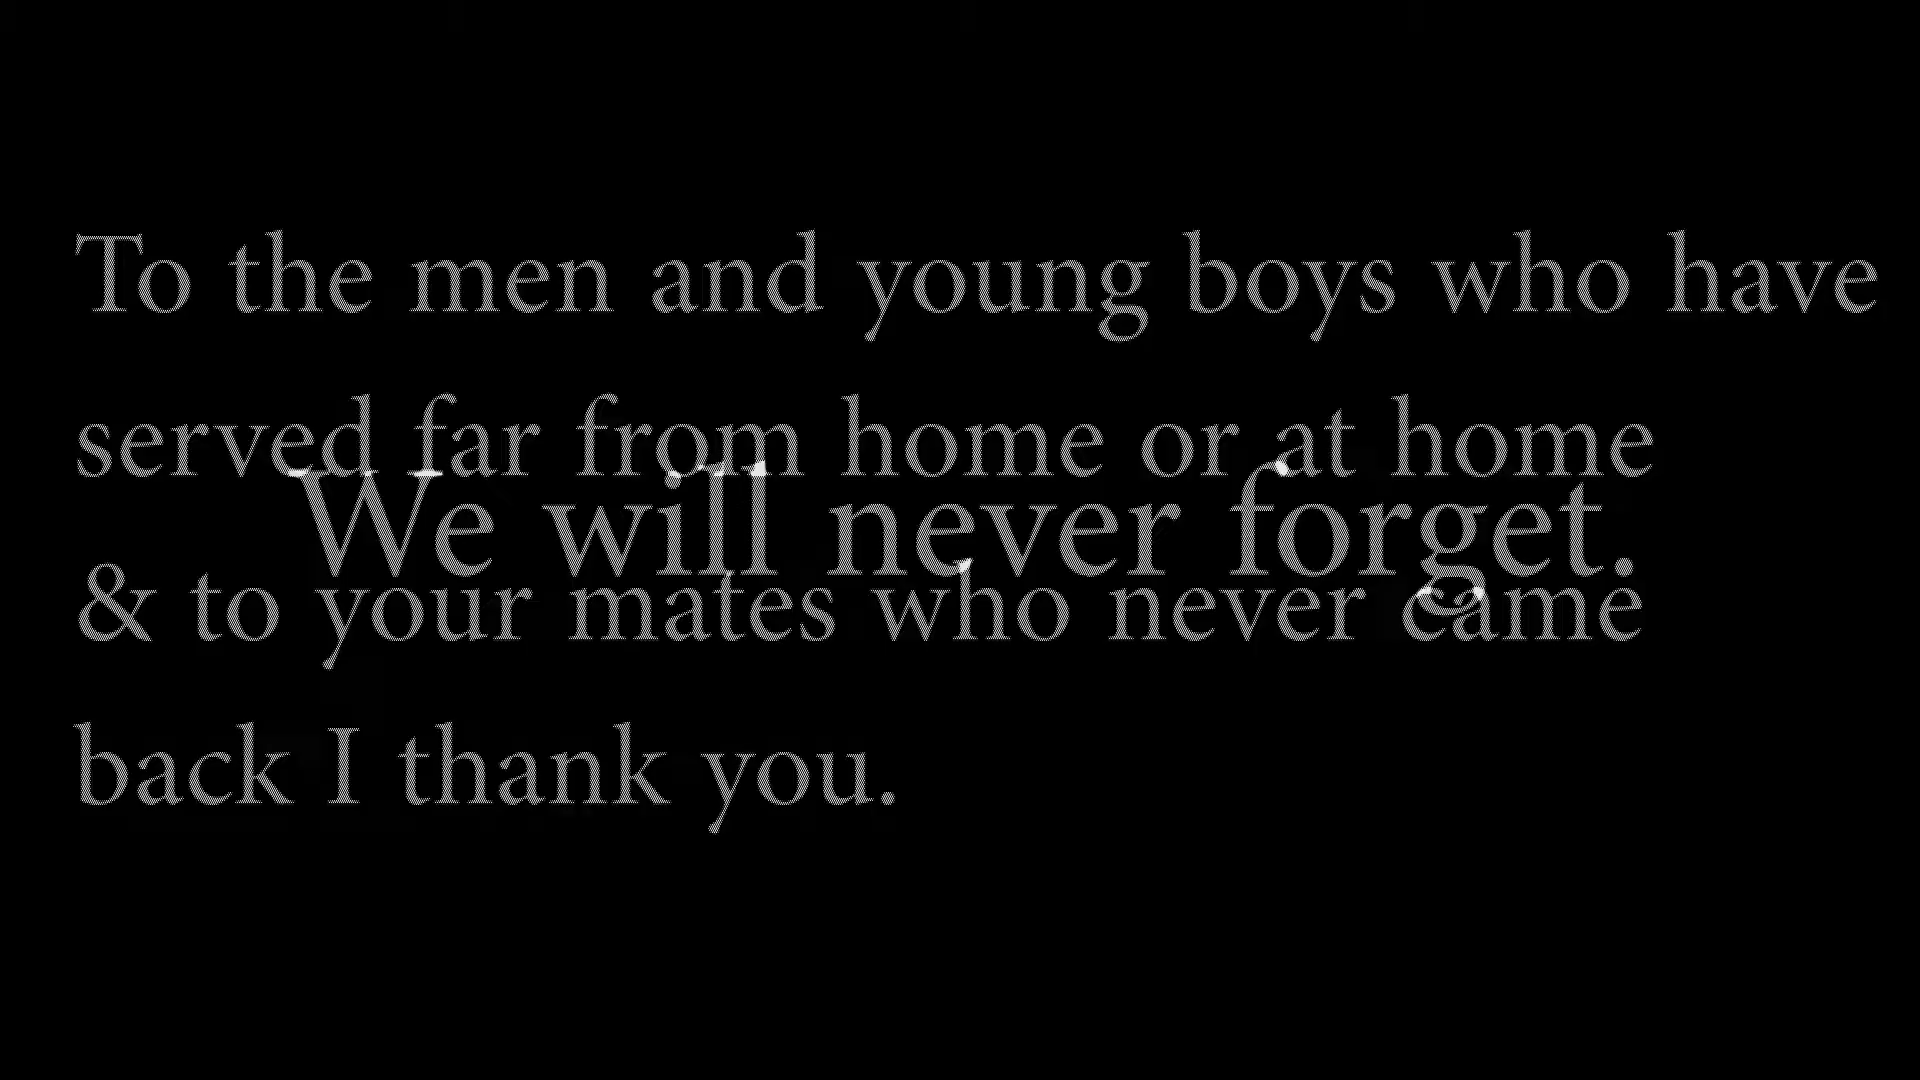 To the men and young boys who have
served far from home or at home
We will never forget.
& to your mates who never came
back I thank you.